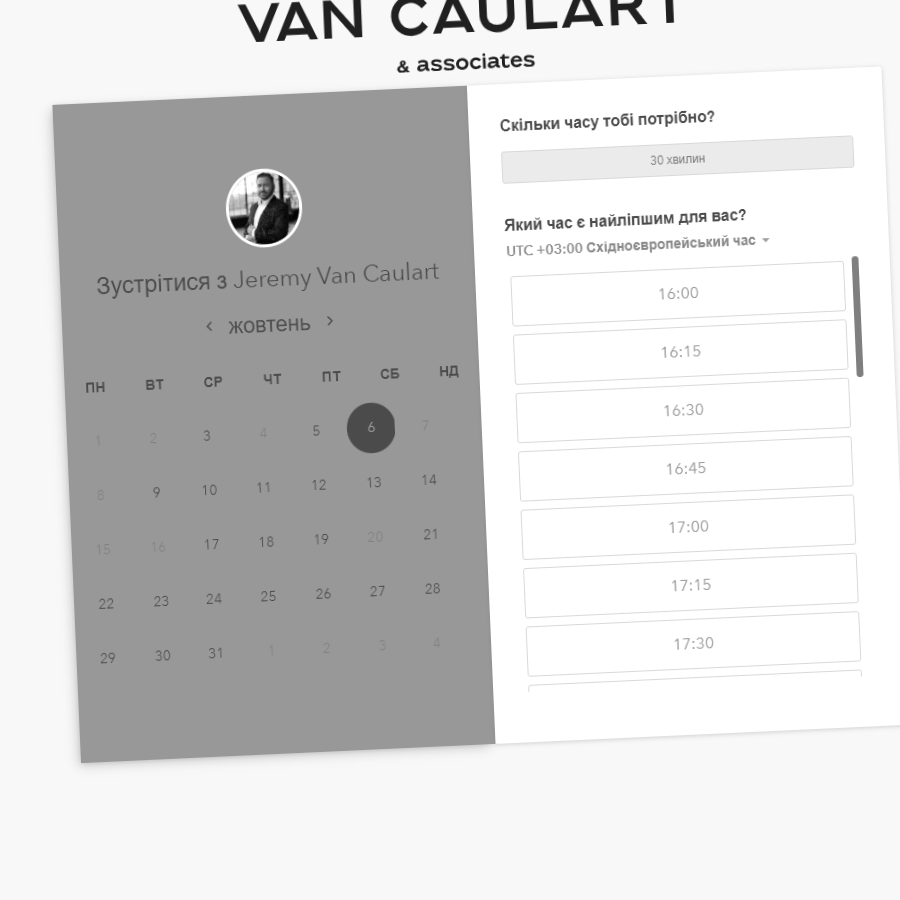 VAN CAULART
& associates
Зустрітися з Jeremy Van Caulart
жовтень
ПН ВТ СР ЧТ ПТ СБ НД
1 2 3 4 5 6 7
8 9 10 11 12 13 14
15 16 17 18 19 20 21
22 23 24 25 26 27 28
29 30 31 1 2 3 4
Скільки часу тобі потрібно?
30 хвилин
Який час є найліпшим для вас?
UTC +03:00 Східноєвропейський час
16:00
16:15
16:30
16:45
17:00
17:15
17:30